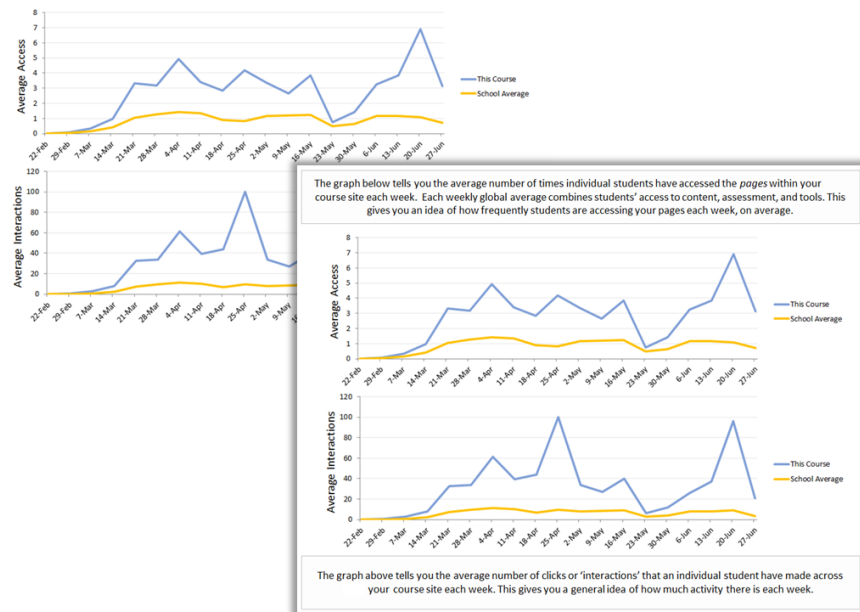 8
7
6
5
4
3
2
1
0
Average Access
22-Feb
29-Feb
7-Mar
14-Mar
21-Mar
28-Mar
4-Apr
11-Apr
18-Apr
25-Apr
2-May
9-May
16-May
23-May
30-May
6-Jun
13-Jun
20-Jun
27-Jun
This Course
School Average
120
100
80
60
40
20
0
Average Interactions
22-Feb
29-Feb
7-Mar
14-Mar
21-Mar
28-Mar
4-Apr
11-Apr
18-Apr
25-Apr
2-May
9-May
The graph below tells you the average number of times individual students have accessed the pages within your
course site each week. Each weekly global average combines students' access to content, assessment, and tools. This
gives you an idea of how frequently students are accessing your pages each week, on average.
8
7
6
5
4
3
2
1
0
Average Access
22-Feb
29-Feb
7-Mar
14-Mar
21-Mar
28-Mar
4-Apr
11-Apr
18-Apr
25-Apr
2-May
9-May
16-May
23-May
30-May
6-Jun
13-Jun
20-Jun
27-Jun
This Course
School Average
120
100
80
60
40
20
0
Average Interactions
22-Feb
29-Feb
7-Mar
14-Mar
21-Mar
28-Mar
4-Apr
11-Apr
18-Apr
25-Apr
2-May
9-May
16-May
23-May
30-May
6-Jun
13-Jun
20-Jun
27-Jun
This Course
School Average
The graph above tells you the average number of clicks or 'interactions' that an individual student have made across
your course site each week. This gives you a general idea of how much activity there is each week.